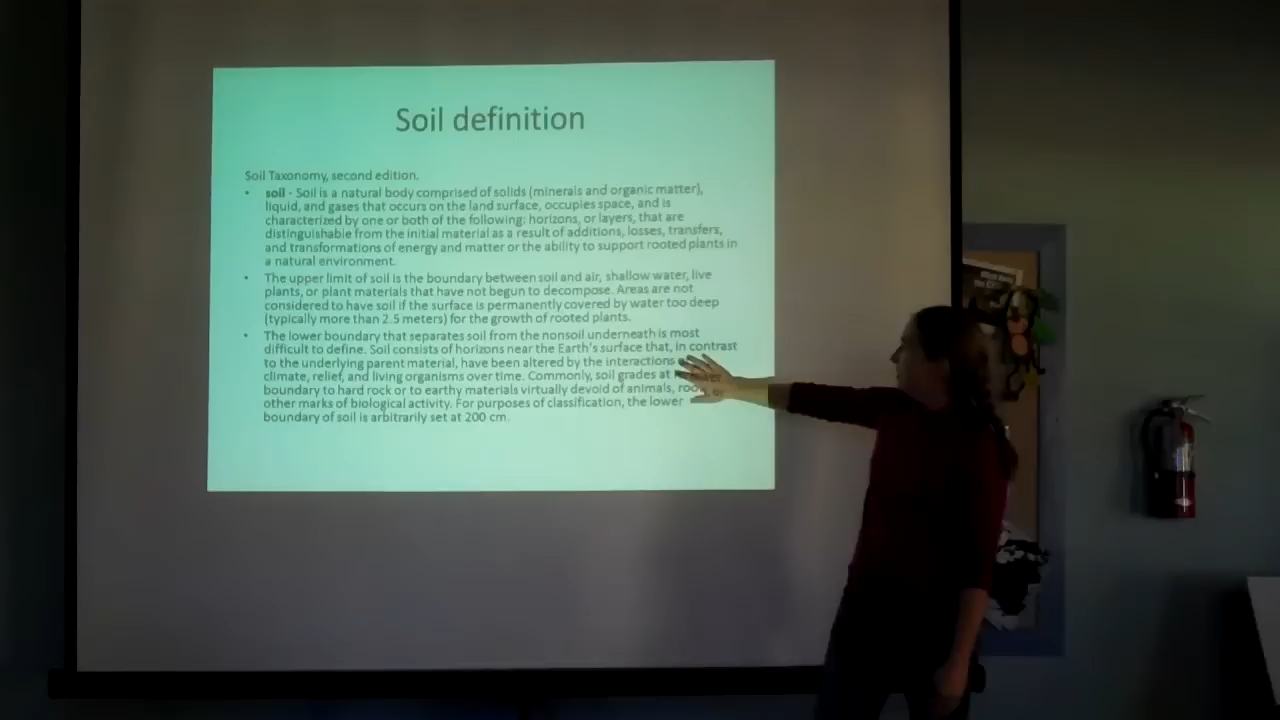 Soil definition
Soil Taxonomy, second edition.
• soil - Soil is a natural body comprised of solids (minerals and organic matter),
liquid, and gases that occurs on the land surface, occupies space, and is
characterized by one or both of the following: horizons, or layers, that are
distinguishable from the initial material as a result of additions, losses, transfers,
and transformations of energy and matter or the ability to support rooted plants in
a natural environment.
• The upper limit of soil is the boundary between soil and air, shallow water, live
plants, or plant materials that have not begun to decompose. Areas are not
considered to have soil if the surface is permanently covered by water too deep
(typically more than 2.5 meters) for the growth of rooted plants.
• The lower boundary that separates soil from the nonsoil underneath is most
difficult to define. Soil consists of horizons near the Earth's surface that, in contrast
to the underlying parent material, have been altered by the interactions
climate, relief, and living organisms over time. Commonly, soil grades at
boundary to hard rock or to earthy materials virtually devoid of animals,
other marks of biological activity. For purposes of classification, the lower
boundary of soil is arbitrarily set at 200 cm.